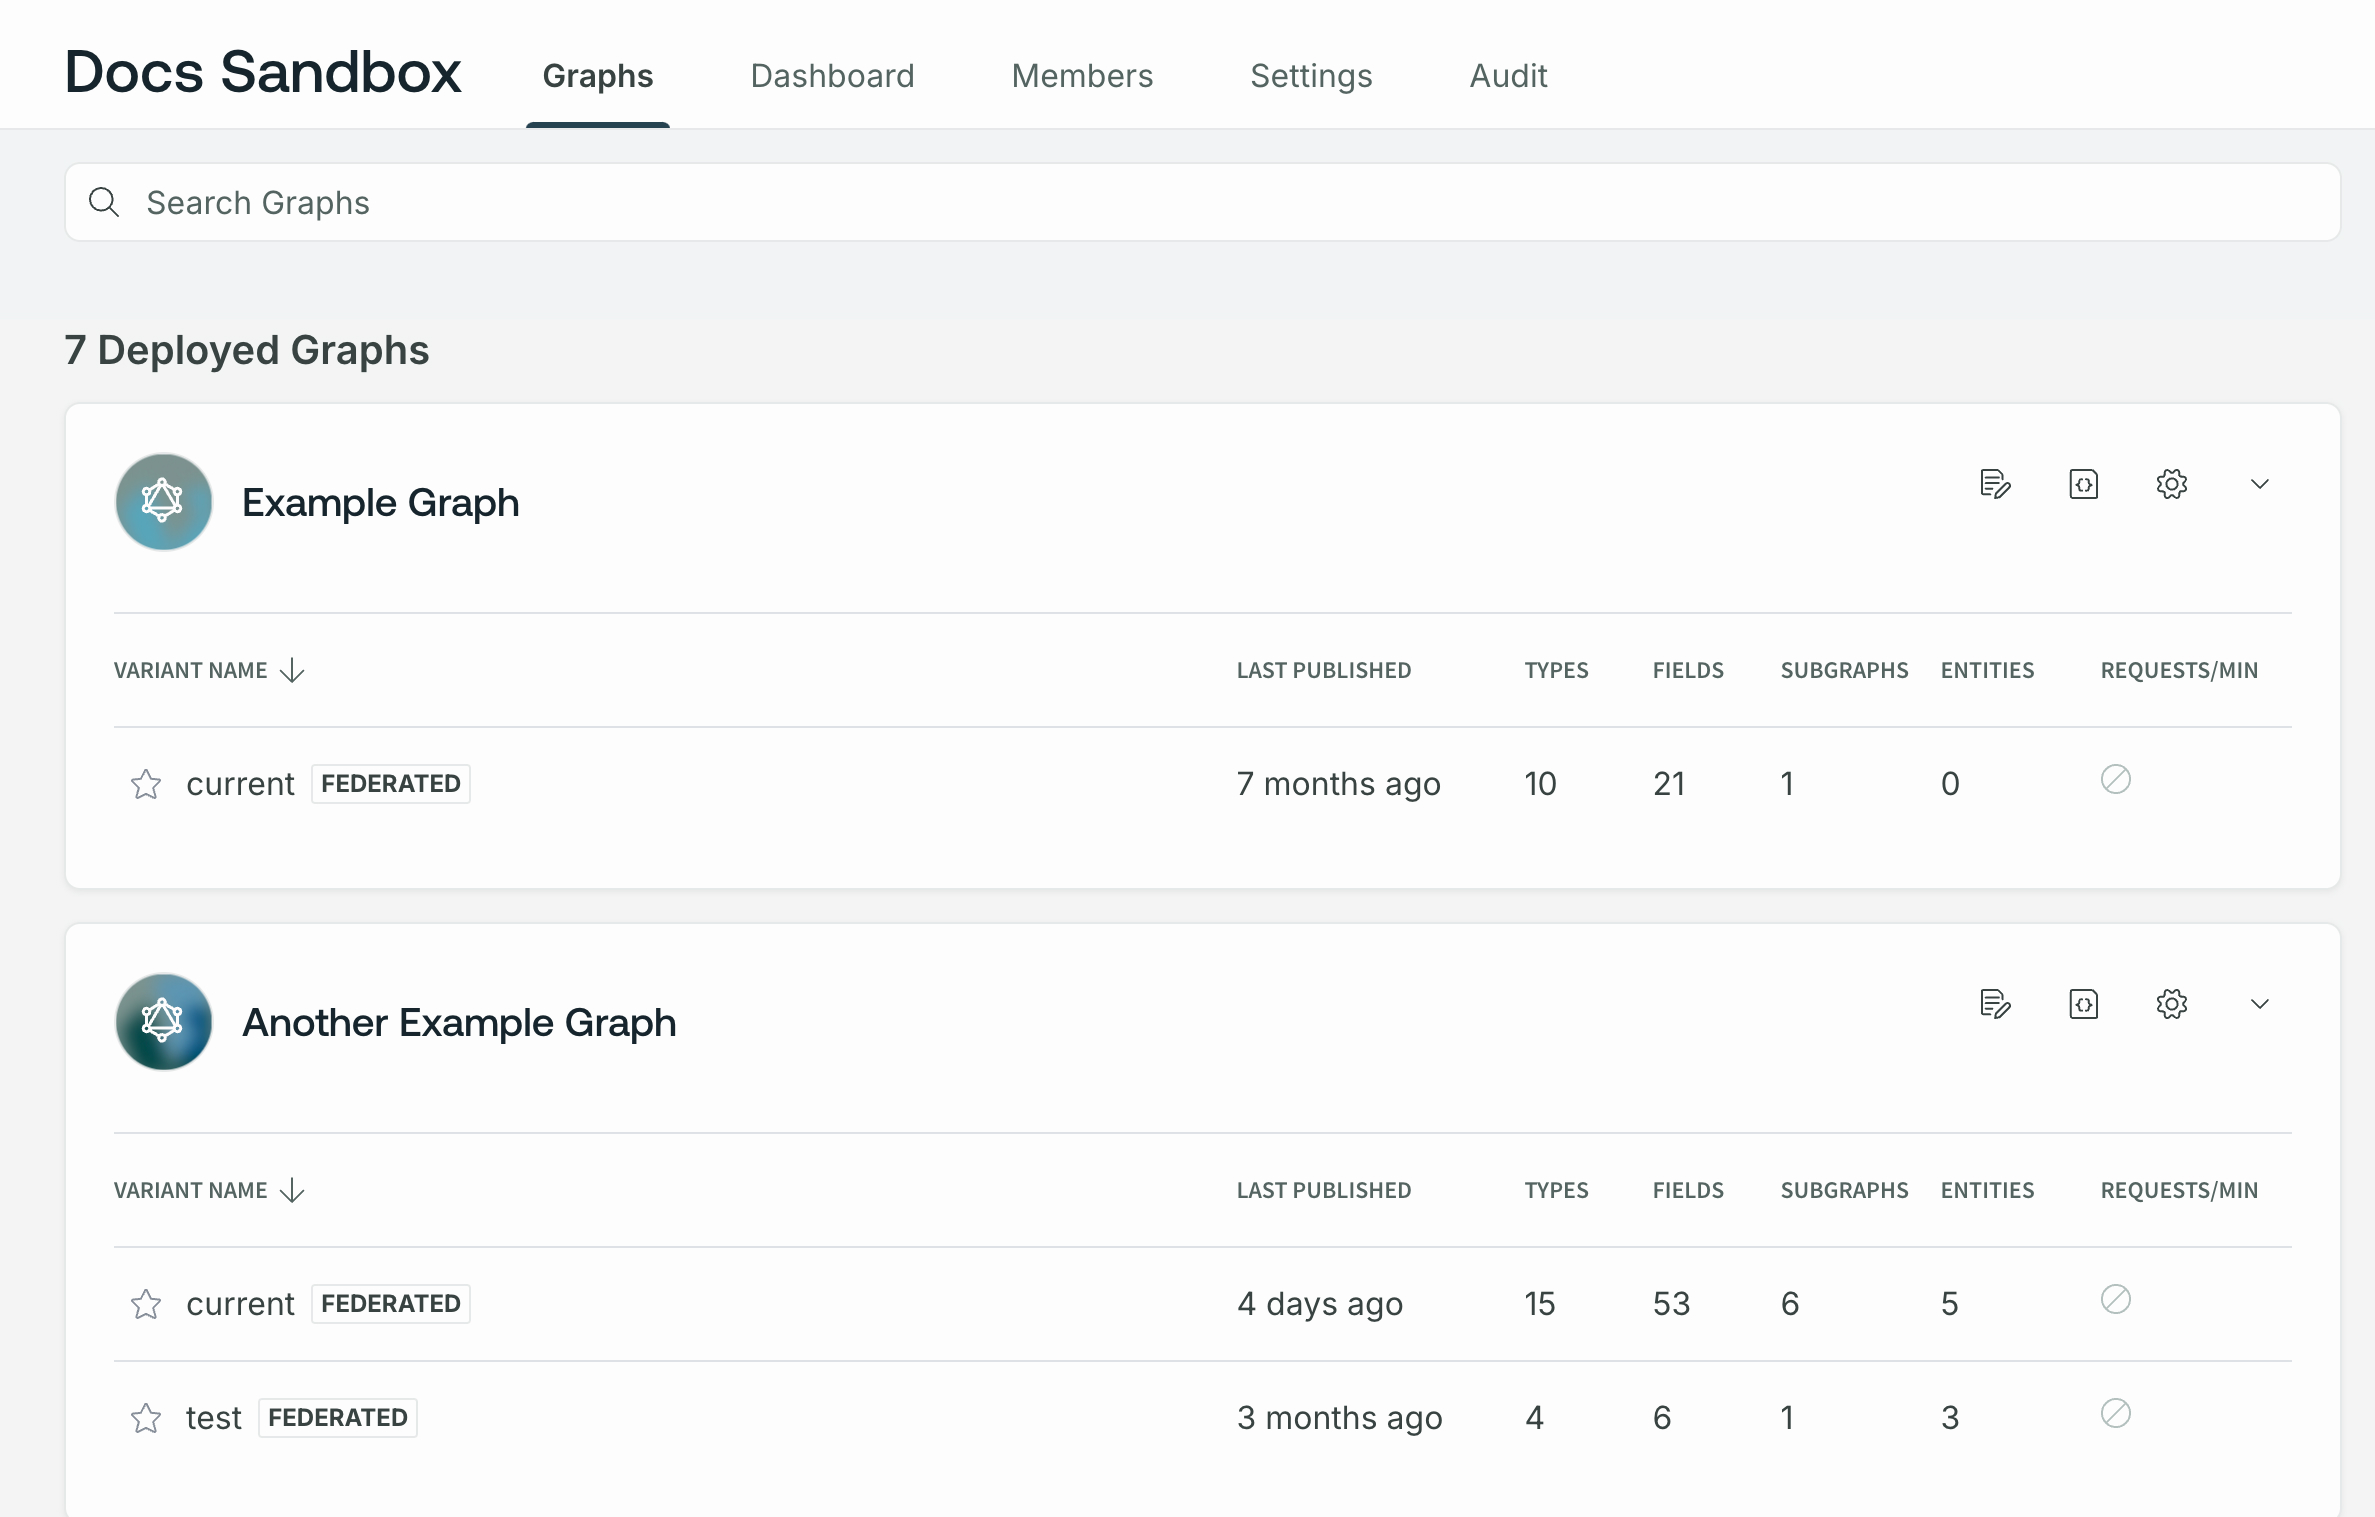 Docs Sandbox Graphs Dashboard Members Settings Audit
Search Graphs
7 Deployed Graphs
Example Graph
VARIANT NAME LAST PUBLISHED TYPES FIELDS SUBGRAPHS ENTITIES REQUESTS/MIN
current FEDERATED 7 months ago 10 21 1 0
Another Example Graph
VARIANT NAME LAST PUBLISHED TYPES FIELDS SUBGRAPHS ENTITIES REQUESTS/MIN
current FEDERATED 4 days ago 15 53 6 5
test FEDERATED 3 months ago 4 6 1 3